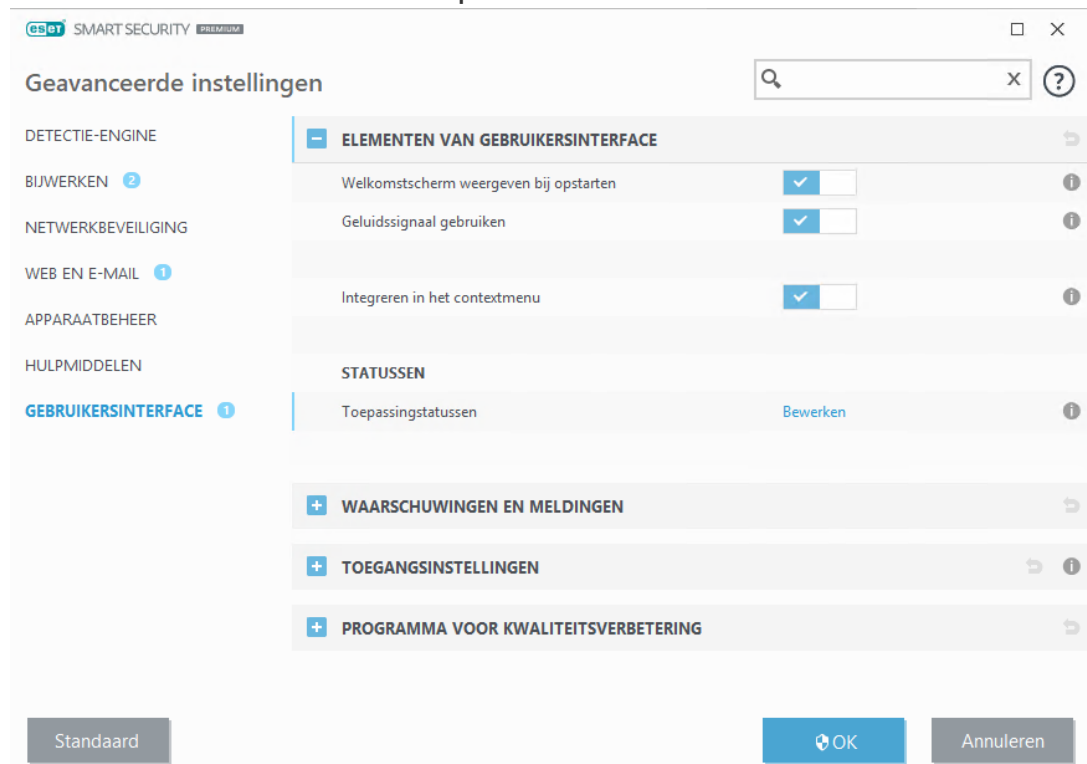 eset SMART SECURITY PREMIUM
Geavanceerde instellingen
x
?
DETECTIE-ENGINE
BIJWERKEN 2
NETWERKBEVEILIGING
WEB EN E-MAIL 1
APPARAATBEHEER
HULPMIDDELEN
GEBRUIKERSINTERFACE 1
ELEMENTEN VAN GEBRUIKERSINTERFACE
Welkomstscherm weergeven bij opstarten
Geluidssignaal gebruiken
Integreren in het contextmenu
STATUSSEN
Toepassingstatussen Bewerken
WAARSCHUWINGEN EN MELDINGEN
TOEGANGSINSTELLINGEN
PROGRAMMA VOOR KWALITEITSVERBETERING
Standaard
OK
Annuleren